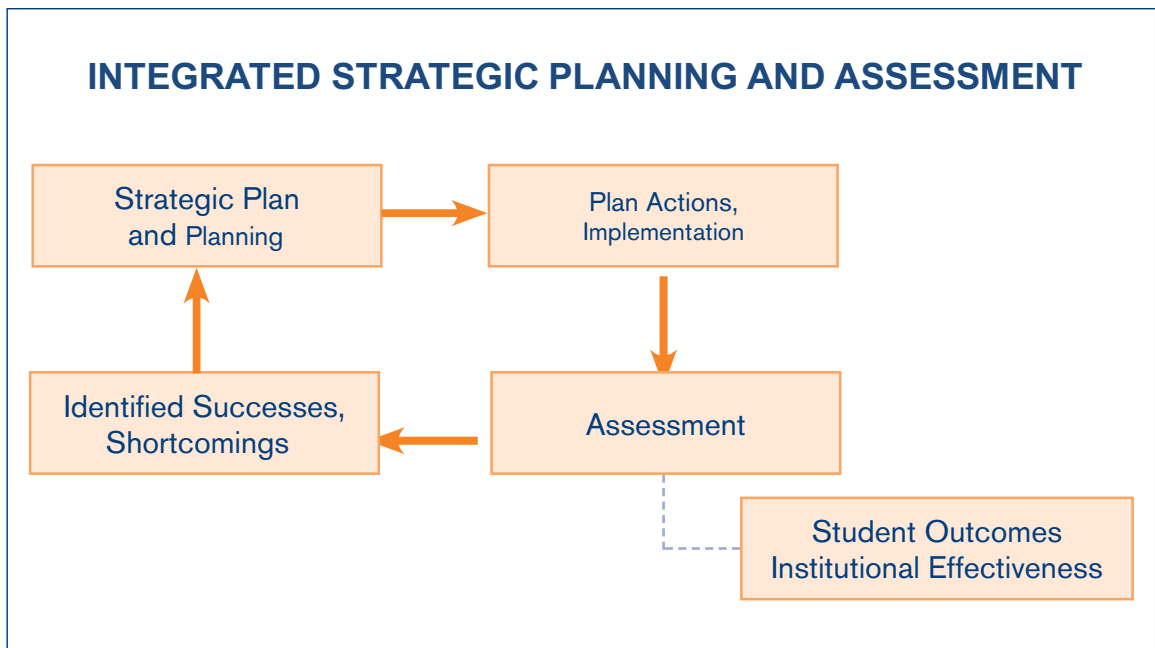 INTEGRATED STRATEGIC PLANNING AND ASSESSMENT
Strategic Plan
and Planning
Plan Actions,
Implementation
Identified Successes,
Shortcomings
Assessment
Student Outcomes
Institutional Effectiveness